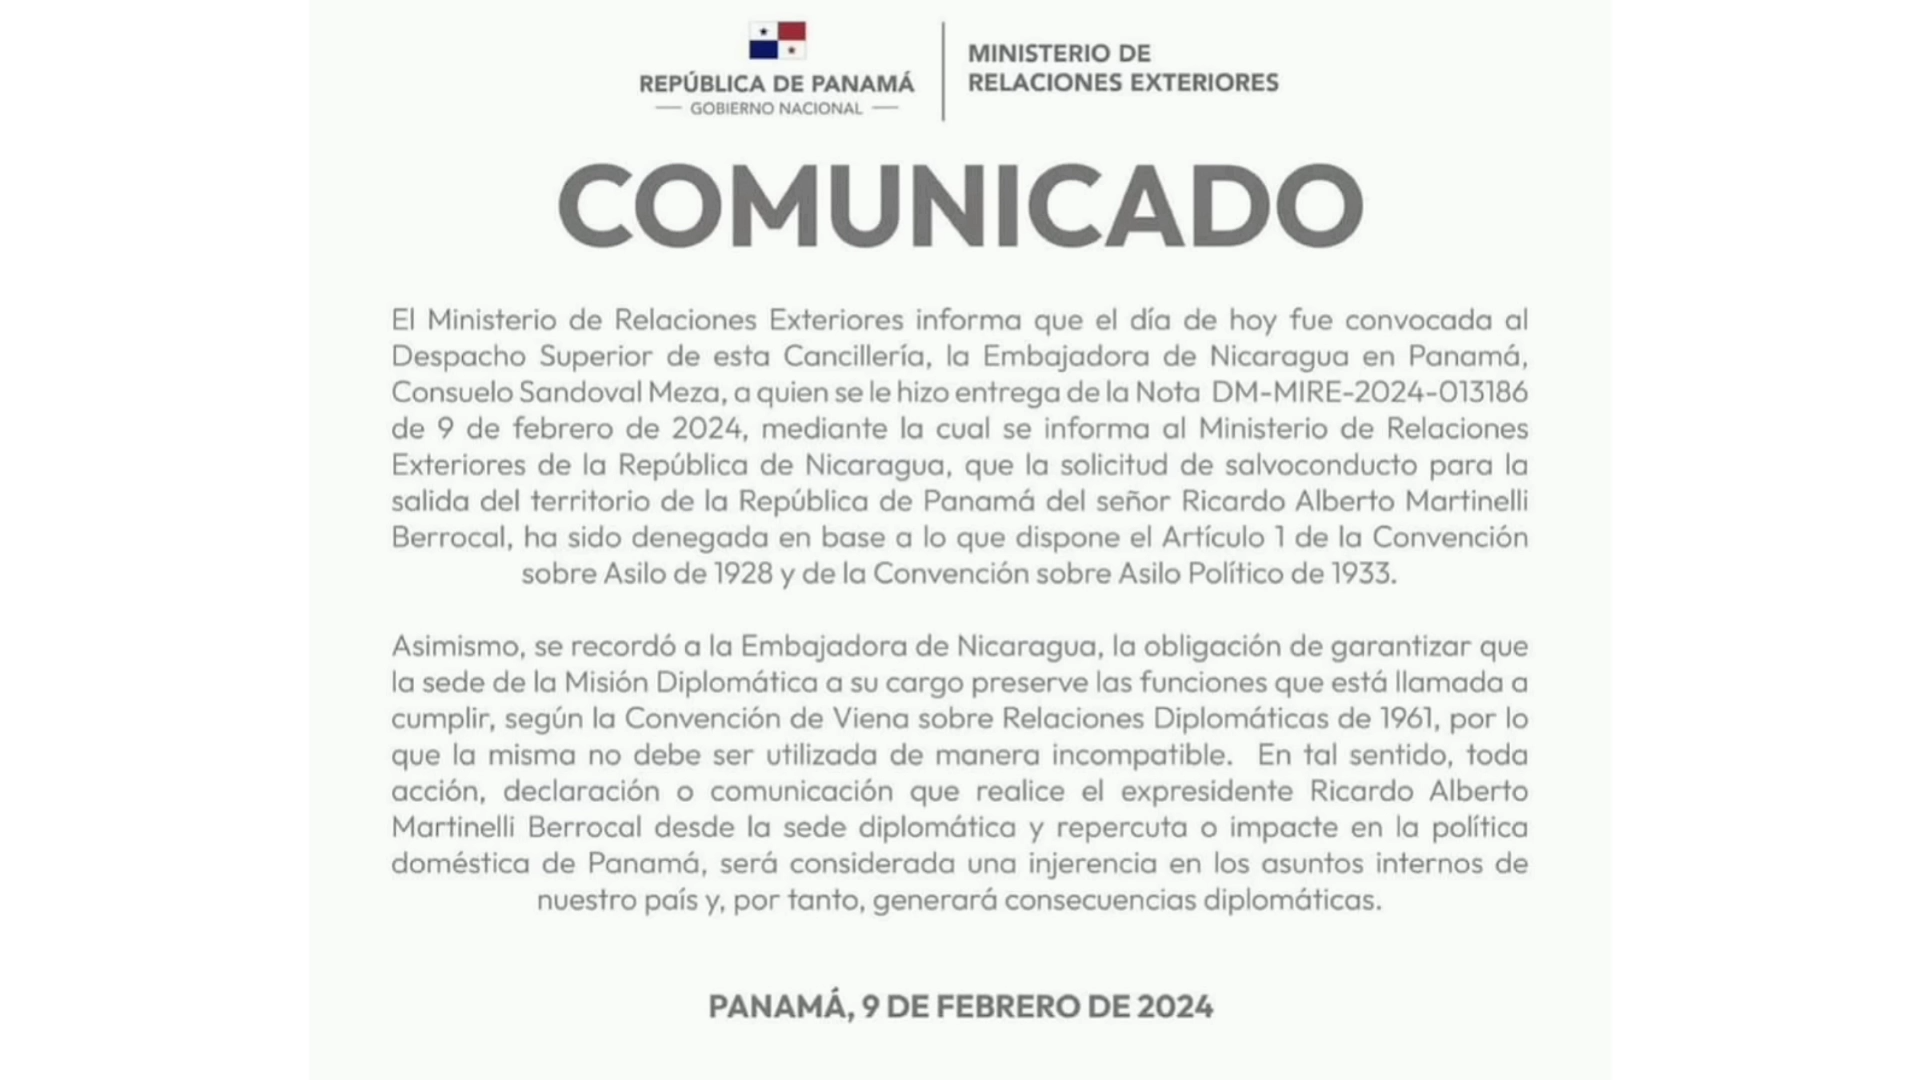 REPÚBLICA DE PANAMÁ
GOBIERNO NACIONAL
MINISTERIO DE
RELACIONES EXTERIORES
COMUNICADO
El Ministerio de Relaciones Exteriores informa que el día de hoy fue convocada al
Despacho Superior de esta Cancillería, la Embajadora de Nicaragua en Panamá,
Consuelo Sandoval Meza, a quien se le hizo entrega de la Nota DM-MIRE-2024-013186
de 9 de febrero de 2024, mediante la cual se informa al Ministerio de Relaciones
Exteriores de la República de Nicaragua, que la solicitud de salvoconducto para la
salida del territorio de la República de Panamá del señor Ricardo Alberto Martinelli
Berrocal, ha sido denegada en base a lo que dispone el Artículo 1 de la Convención
sobre Asilo de 1928 y de la Convención sobre Asilo Político de 1933.
Asimismo, se recordó a la Embajadora de Nicaragua, la obligación de garantizar que
la sede de la Misión Diplomática a su cargo preserve las funciones que está llamada a
cumplir, según la Convención de Viena sobre Relaciones Diplomáticas de 1961, por lo
que la misma no debe ser utilizada de manera incompatible. En tal sentido, toda
acción, declaración o comunicación que realice el expresidente Ricardo Alberto
Martinelli Berrocal desde la sede diplomática y repercuta o impacte en la política
doméstica de Panamá, será considerada una injerencia en los asuntos internos de
nuestro país y, por tanto, generará consecuencias diplomáticas.
PANAMÁ, 9 DE FEBRERO DE 2024